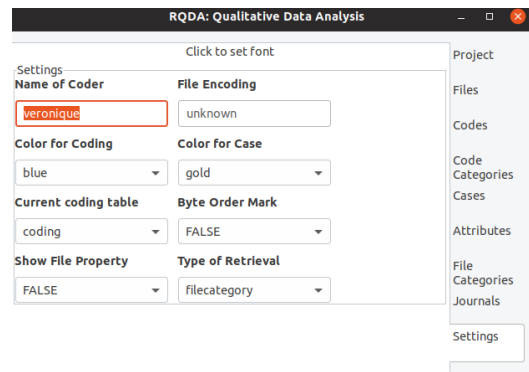 RQDA: Qualitative Data Analysis
Click to set font
Settings
Name of Coder
File Encoding
veronique
unknown
Color for Coding
Color for Case
blue
gold
Current coding table
Byte Order Mark
coding
FALSE
Show File Property
Type of Retrieval
FALSE
filecategory
Project
Files
Codes
Code
Categories
Cases
Attributes
File
Categories
Journals
Settings